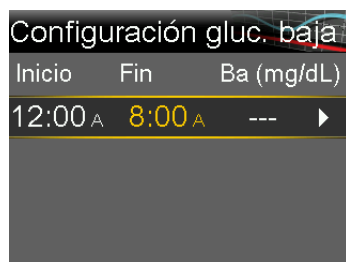 Configuración gluc. baja
Inicio Fin Ba (mg/dL)
12:00 A 8:00 A ---